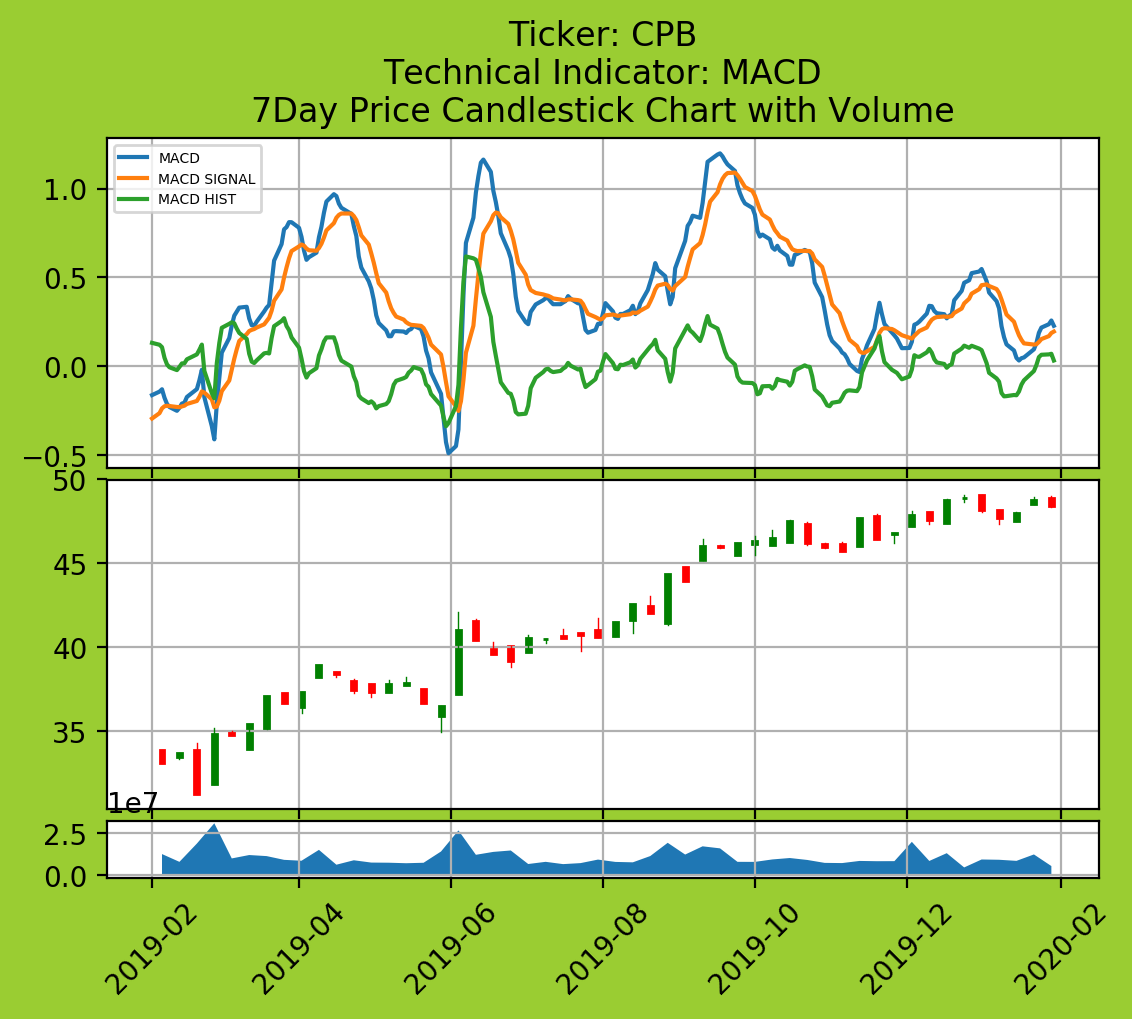 Ticker: CPB
Technical Indicator: MACD
7Day Price Candlestick Chart with Volume
MACD
MACD SIGNAL
MACD HIST
1.0
0.5
0.0
−0.5
50
45
40
35
1e7
2.5
0.0
2019-02 2019-04 2019-06 2019-08 2019-10 2019-12 2020-02